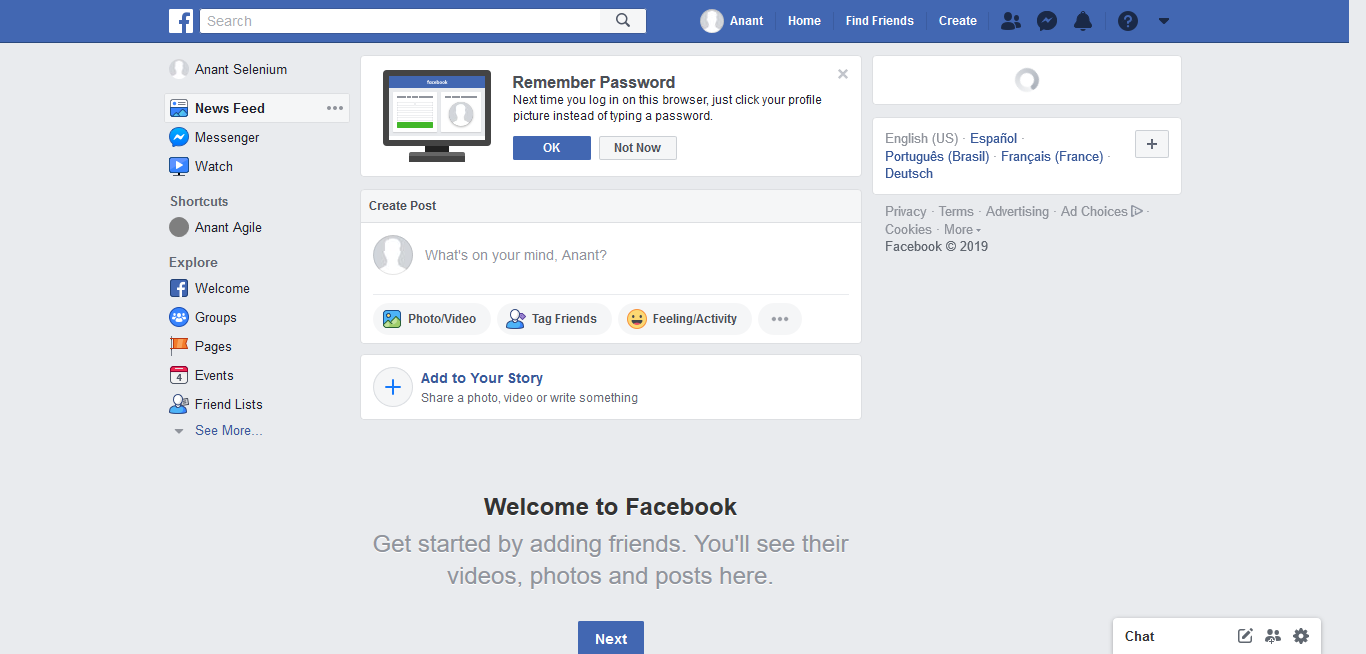 Search
Anant
Home
Find Friends
Create
Anant Selenium
News Feed
Messenger
Watch
Shortcuts
Anant Agile
Explore
Welcome
Groups
Pages
4
Events
Friend Lists
See More...
facebook
Remember Password
Next time you log in on this browser, just click your profile
picture instead of typing a password.
OK
Not Now
Create Post
What's on your mind, Anant?
Photo/Video
Tag Friends
Feeling/Activity
Add to Your Story
Share a photo, video or write something
Welcome to Facebook
Get started by adding friends. You'll see their
videos, photos and posts here.
Next
English (US) · Español ·
Português (Brasil) · Français (France) ·
Deutsch
Privacy · Terms · Advertising · Ad Choices ·
Cookies · More
Facebook © 2019
Chat